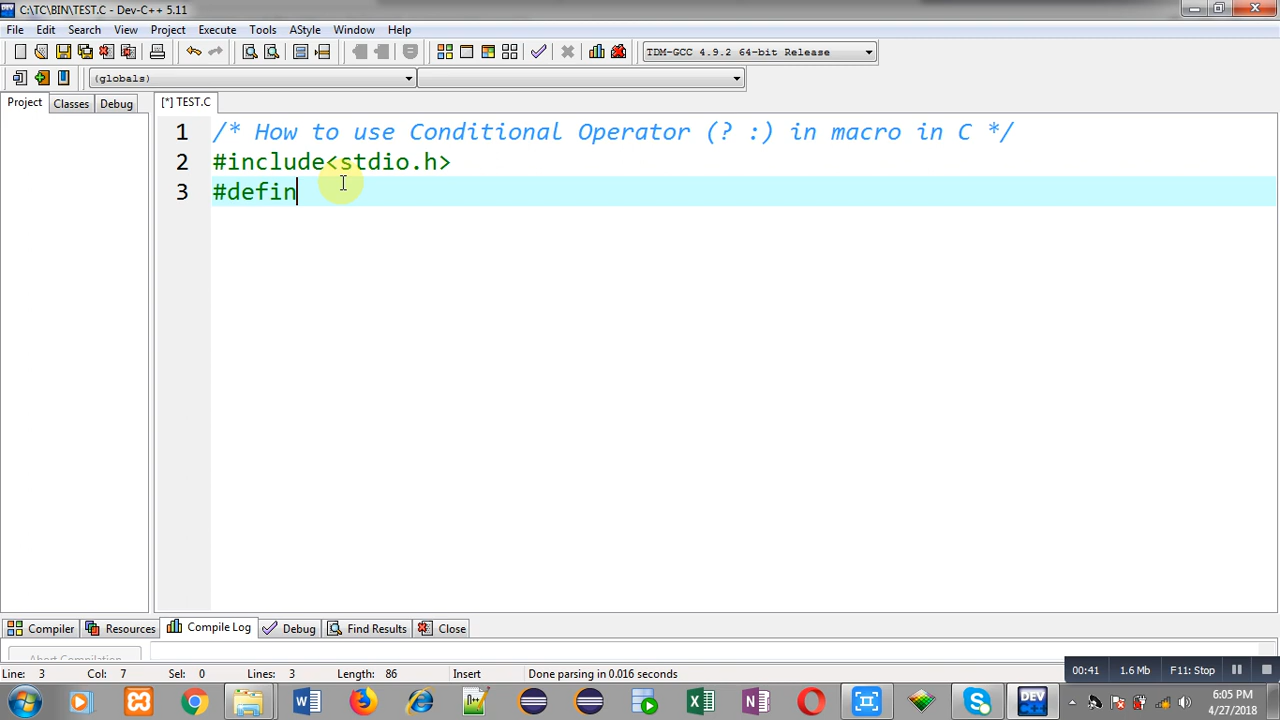 C:\TC\BIN\TEST.C - Dev-C++ 5.11
File Edit Search View Project Execute Tools AStyle Window Help
TDM-GCC 4.9.2 64-bit Release
(globals)
Project Classes Debug [*] TEST.C
1 /* How to use Conditional Operator (? :) in macro in C */
2 #include<stdio.h>
3 #defin
Compiler Resources Compile Log Debug Find Results Close
Abort Compilation
Line: 3 Col: 7 Sel: 0 Lines: 3 Length: 86 Insert Done parsing in 0.016 seconds
00:41 1.6 Mb F11: Stop
DEV
6:05 PM
4/27/2018